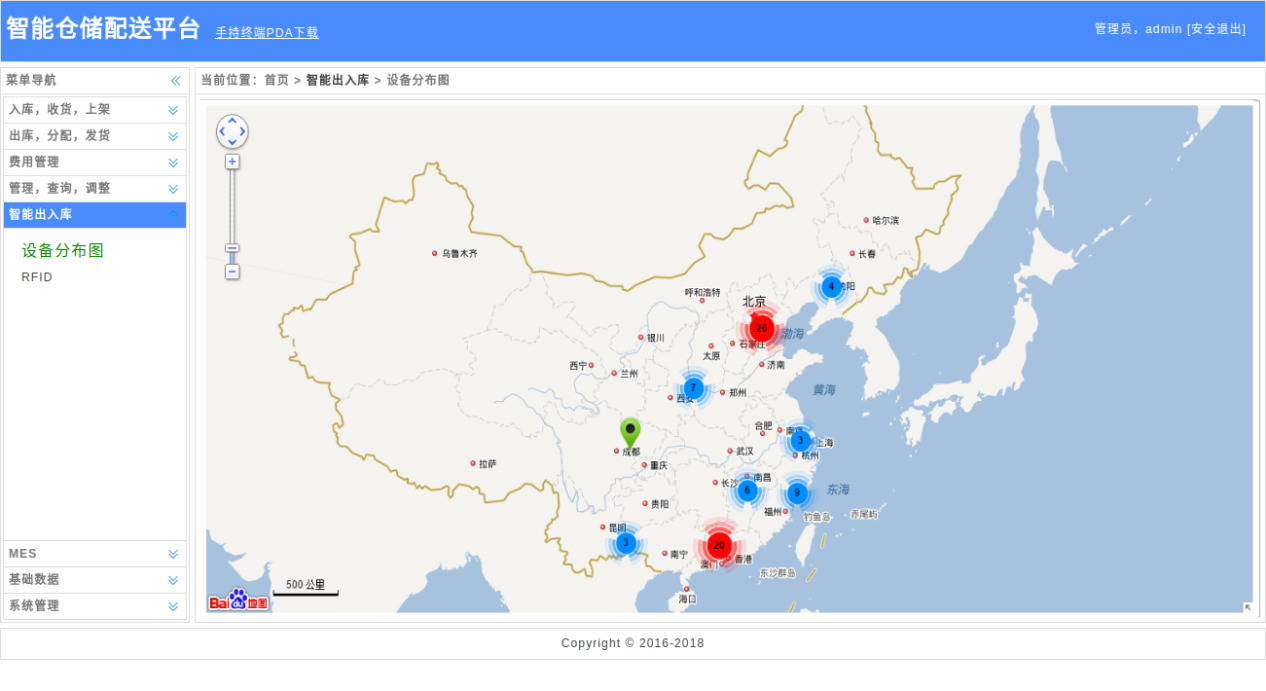 智能仓储配送平台 手持终端PDA下载 管理员，admin [安全退出]
菜单导航
当前位置：首页 > 智能出入库 > 设备分布图
入库，收货，上架
出库，分配，发货
费用管理
管理，查询，调整
智能出入库
设备分布图
RFID
MES
基础数据
系统管理
哈尔滨
乌鲁木齐
长春
4
呼和浩特
北京
26
渤海
银川
石家庄
太原
西宁
济南
兰州
7
郑州
黄海
西安
合肥
3
上海
成都
武汉
杭州
拉萨
重庆
南昌
长沙
6
9
东海
贵阳
福州
钓鱼岛
赤尾屿
昆明
3
20
南宁
香港
澳门
东沙群岛
500 公里
海口
Bai du 地图
Copyright © 2016-2018